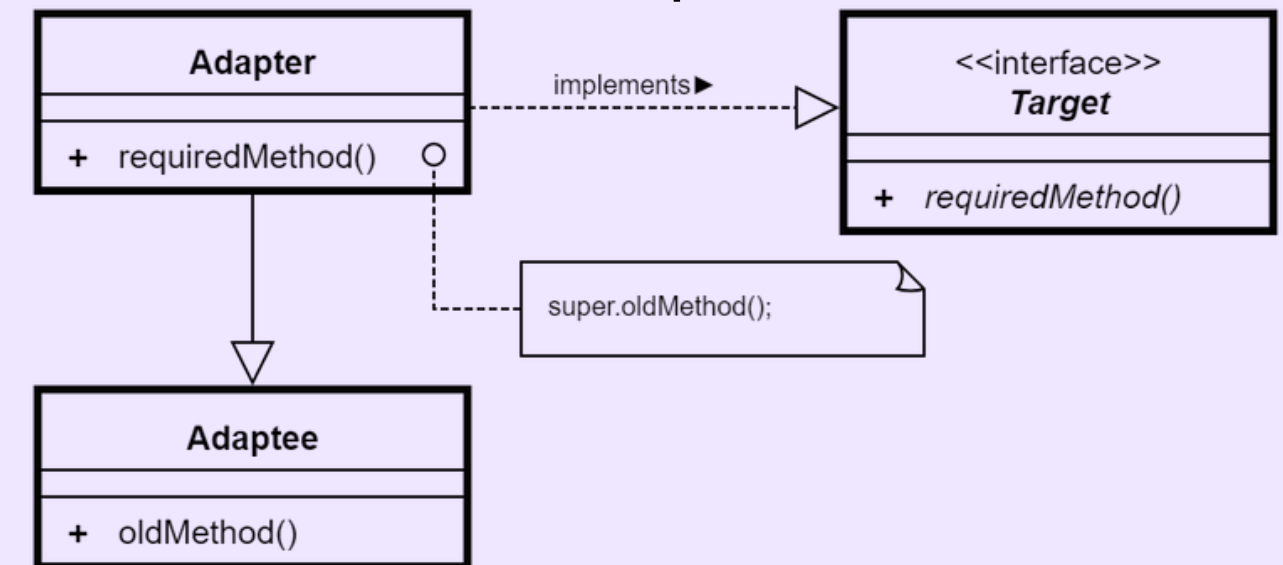 Adapter
+ requiredMethod()
implements►
<<interface>>
Target
+ requiredMethod()
super.oldMethod();
Adaptee
+ oldMethod()